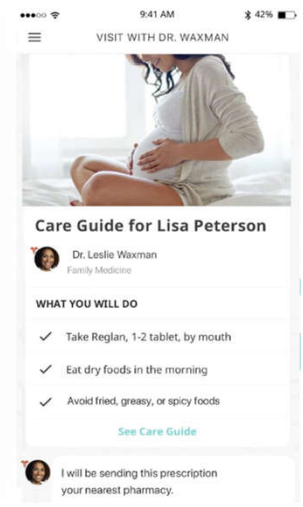 9:41 AM
42%
VISIT WITH DR. WAXMAN
Care Guide for Lisa Peterson
Dr. Leslie Waxman
Family Medicine
WHAT YOU WILL DO
Take Reglan, 1-2 tablet, by mouth
Eat dry foods in the morning
Avoid fried, greasy, or spicy foods
See Care Guide
I will be sending this prescription
your nearest pharmacy.